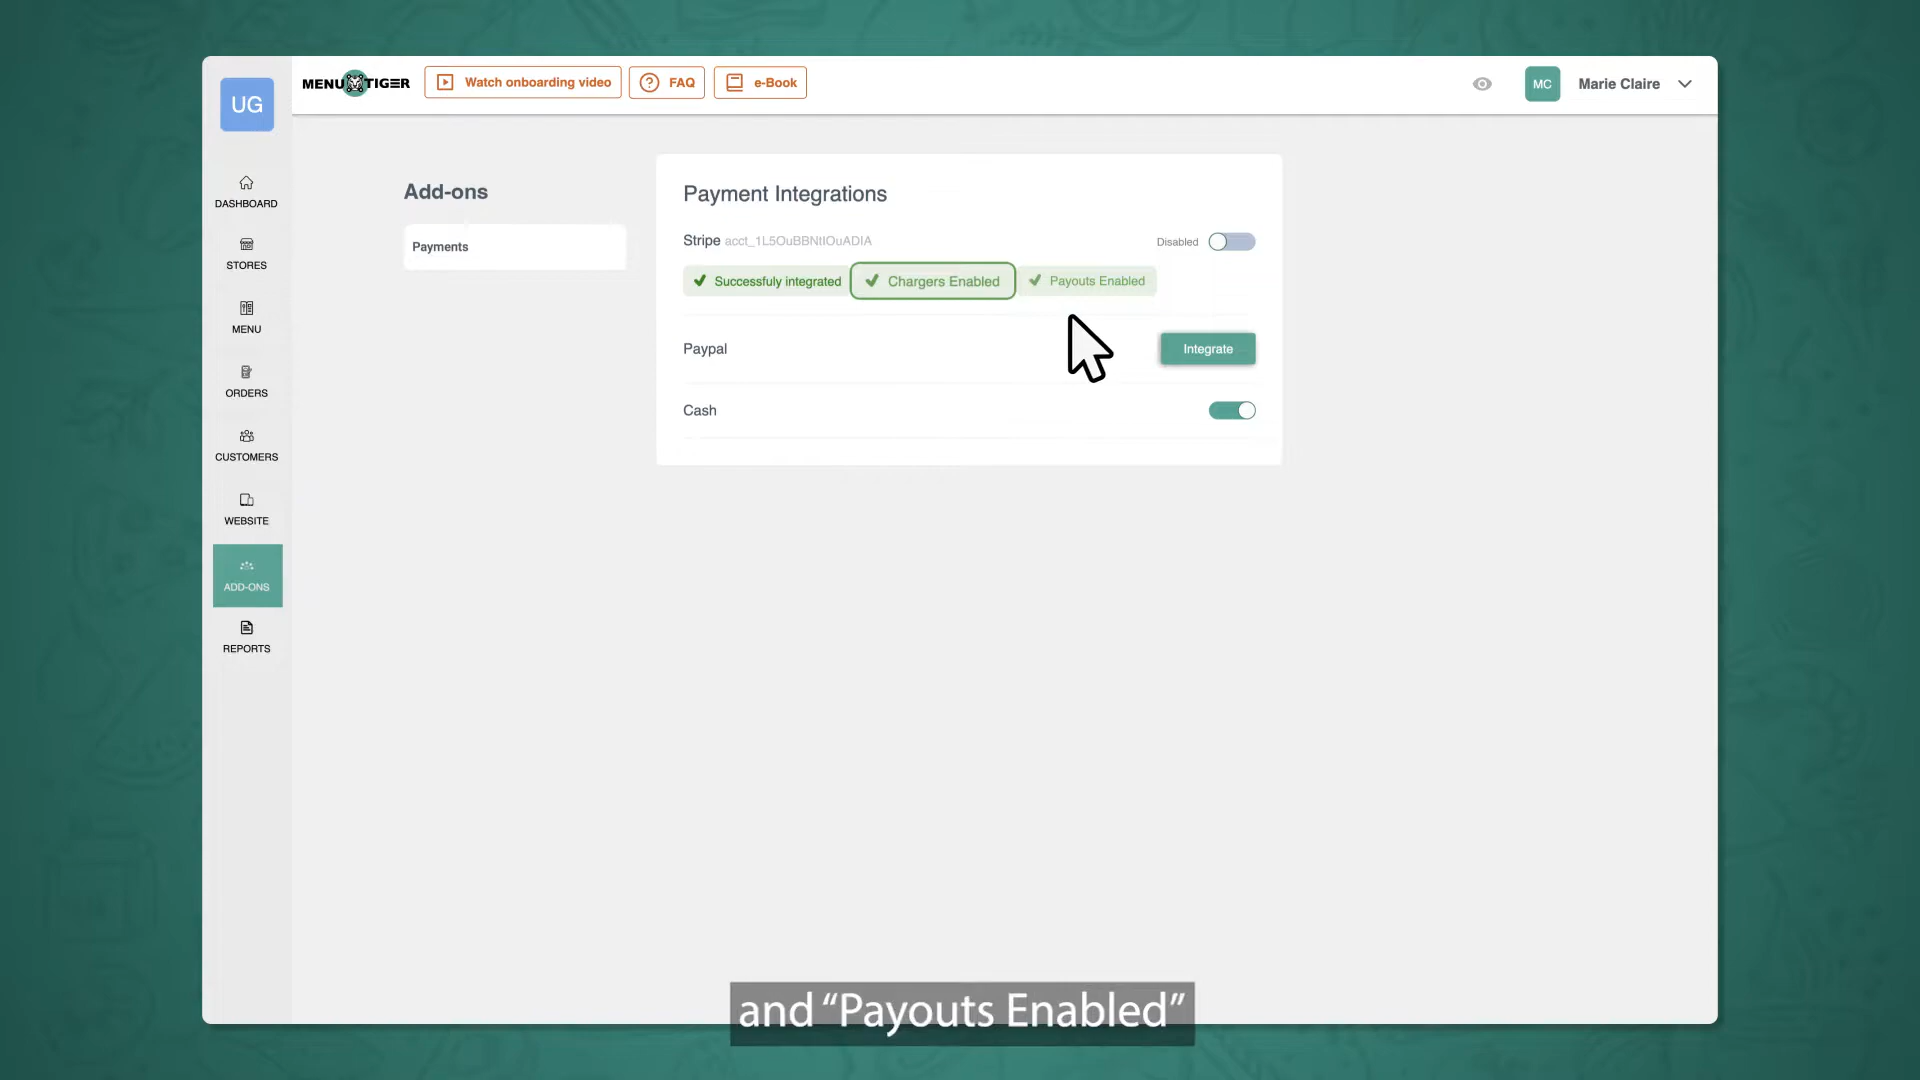 UG
MENU TIGER
Watch onboarding video
FAQ
e-Book
MC
Marie Claire
DASHBOARD
STORES
MENU
ORDERS
CUSTOMERS
WEBSITE
ADD-ONS
REPORTS
Add-ons
Payments
Payment Integrations
Stripe acct_1L5OuBBNtIOuADIA
Disabled
Successfuly integrated
Chargers Enabled
Payouts Enabled
Paypal
Integrate
Cash
and “Payouts Enabled”